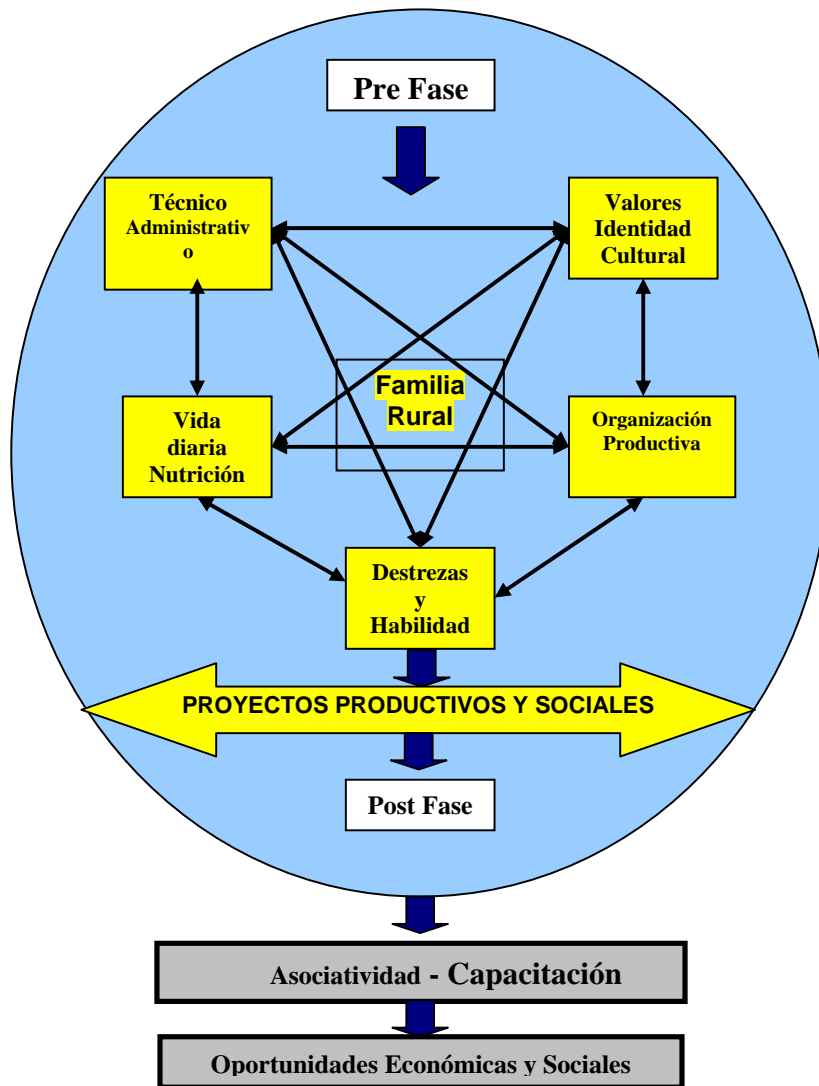 Pre Fase
Técnico
Administrativ
o
Valores
Identidad
Cultural
Familia
Rural
Vida
diaria
Nutrición
Organización
Productiva
Destrezas
y
Habilidad
PROYECTOS PRODUCTIVOS Y SOCIALES
Post Fase
Asociatividad - Capacitación
Oportunidades Económicas y Sociales